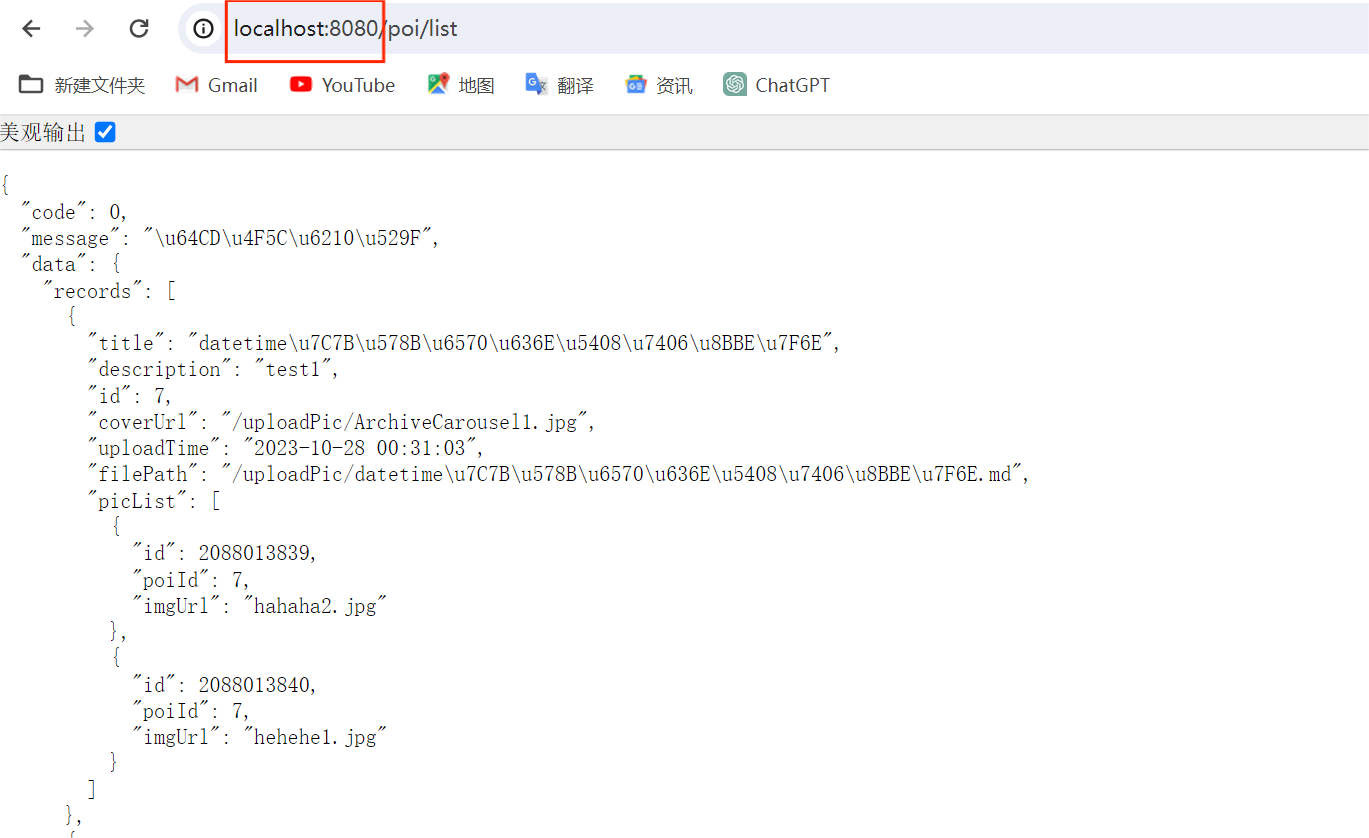 localhost:8080/poi/list
新建文件夹 Gmail YouTube 地图 翻译 资讯 ChatGPT
美观输出
{
  "code": 0,
  "message": "\u64CD\u4F5C\u6210\u529F",
  "data": {
    "records": [
      {
        "title": "datetime\u7C7B\u578B\u6570\u636E\u5408\u7406\u8BBE\u7F6E",
        "description": "test1",
        "id": 7,
        "coverUrl": "/uploadPic/ArchiveCarousel1.jpg",
        "uploadTime": "2023-10-28 00:31:03",
        "filePath": "/uploadPic/datetime\u7C7B\u578B\u6570\u636E\u5408\u7406\u8BBE\u7F6E.md",
        "picList": [
          {
            "id": 2088013839,
            "poiId": 7,
            "imgUrl": "hahaha2.jpg"
          },
          {
            "id": 2088013840,
            "poiId": 7,
            "imgUrl": "hehehe1.jpg"
          }
        ]
      },
      {